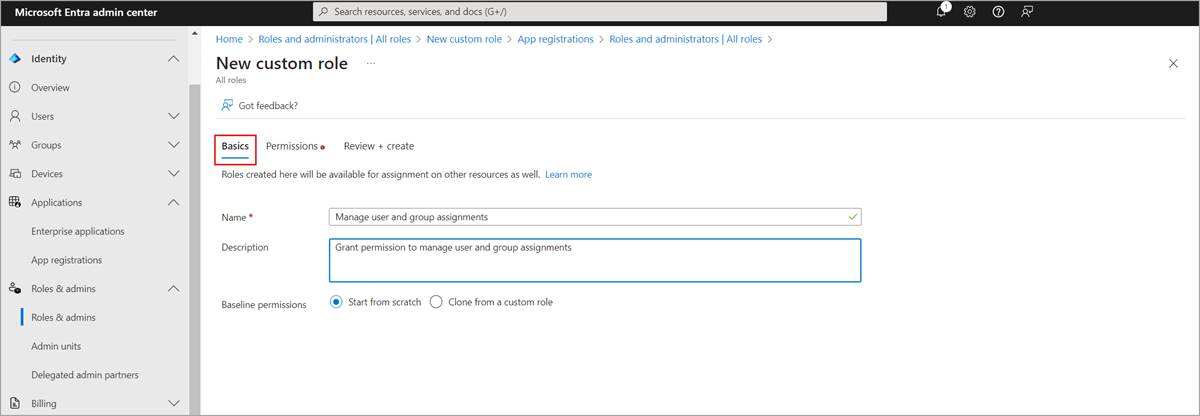 Microsoft Entra admin center
Search resources, services, and docs (G+/)
1
Identity
Overview
Users
Groups
Devices
Applications
Enterprise applications
App registrations
Roles & admins
Roles & admins
Admin units
Delegated admin partners
Billing
Home > Roles and administrators | All roles > New custom role > App registrations > Roles and administrators | All roles >
New custom role ...
All roles
Got feedback?
Basics Permissions Review + create
Roles created here will be available for assignment on other resources as well. Learn more
Name * Manage user and group assignments
Description Grant permission to manage user and group assignments
Baseline permissions Start from scratch Clone from a custom role